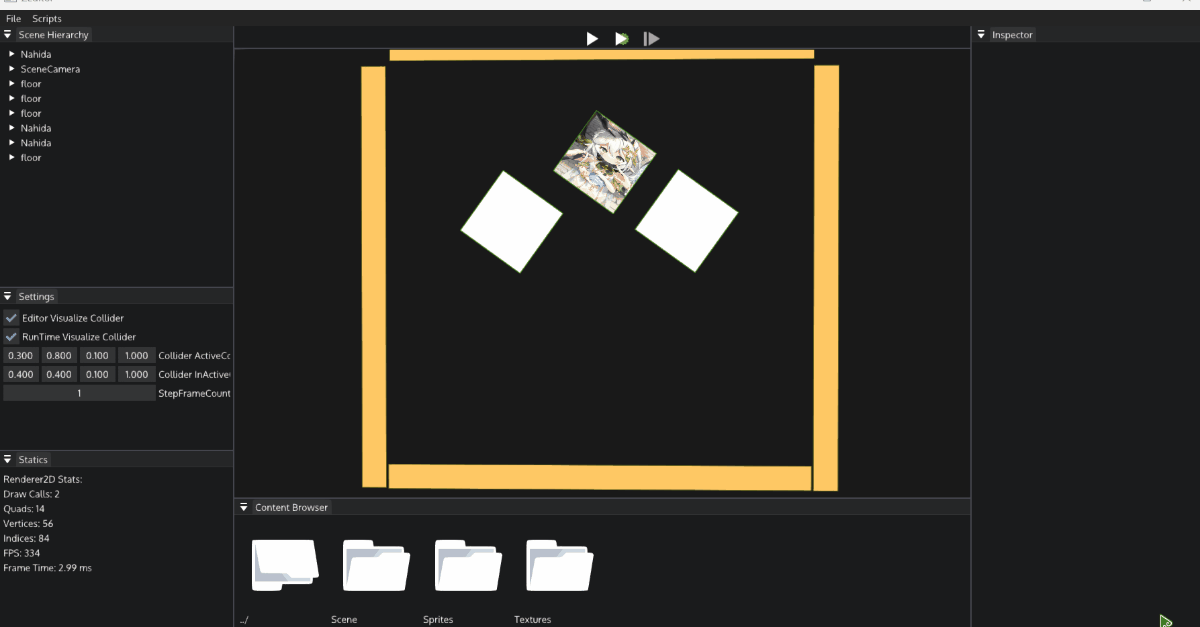 File Scripts
Scene Hierarchy
Nahida
SceneCamera
floor
floor
floor
Nahida
Nahida
floor
Settings
Editor Visualize Collider
RunTime Visualize Collider
0.300 0.800 0.100 1.000 Collider ActiveCo
0.400 0.400 0.100 1.000 Collider InActive
1 StepFrameCount
Statics
Renderer2D Stats:
Draw Calls: 2
Quads: 14
Vertices: 56
Indices: 84
FPS: 334
Frame Time: 2.99 ms
Content Browser
../ Scene Sprites Textures
Inspector